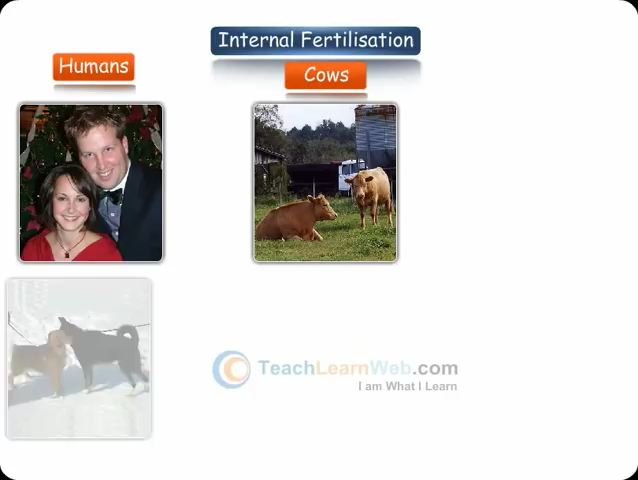 Internal Fertilisation
Humans
Cows
TeachLearnWeb.com
I am What I Learn